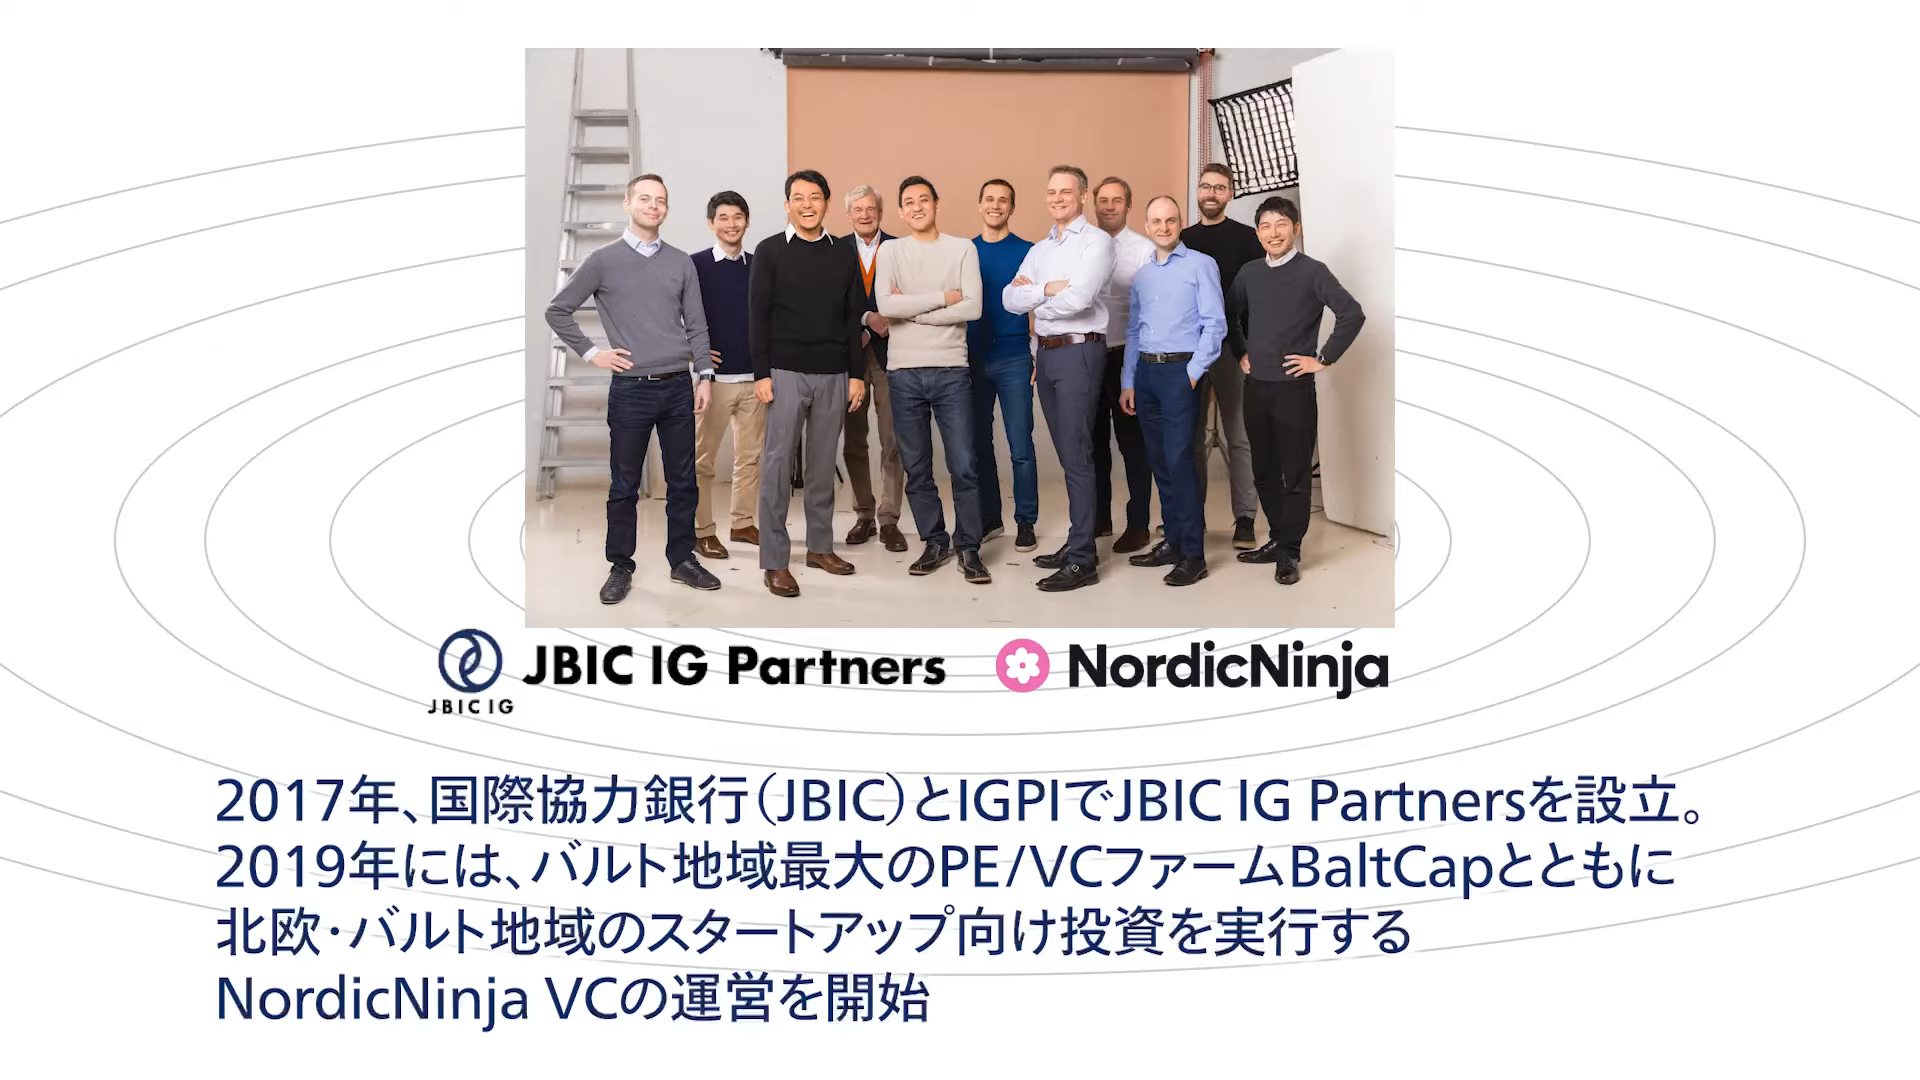 JBIC IG
JBIC IG Partners
NordicNinja
2017年、国際協力銀行（JBIC）とIGPIでJBIC IG Partnersを設立。
2019年には、バルト地域最大のPE/VCファームBaltCapとともに
北欧・バルト地域のスタートアップ向け投資を実行する
NordicNinja VCの運営を開始